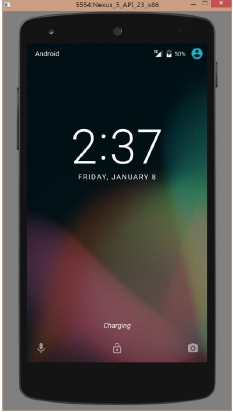 5554:Nexus_5_API_23_x86
Android 50%
2:37
FRIDAY, JANUARY 8
Charging